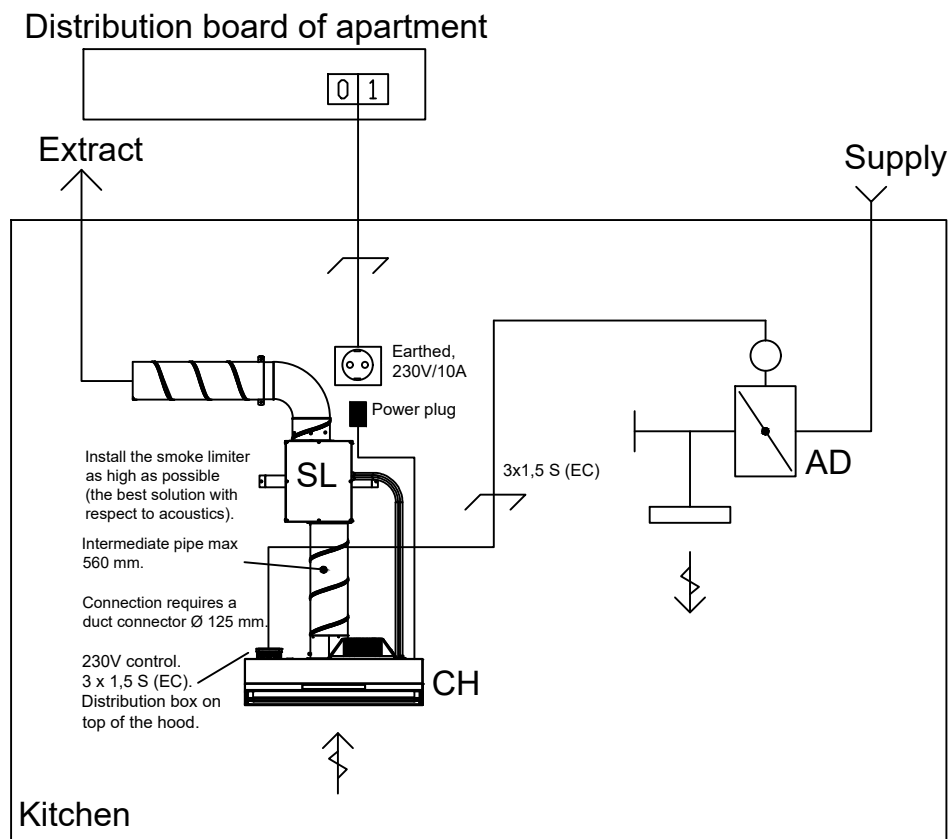 Distribution board of apartment
0 1
Extract
Supply
Earthed,
230V/10A
Power plug
Install the smoke limiter
as high as possible
(the best solution with
respect to acoustics).
SL
3x1,5 S (EC)
AD
Intermediate pipe max
560 mm.
Connection requires a
duct connector Ø 125 mm.
230V control.
3 x 1,5 S (EC).
Distribution box on
top of the hood.
CH
Kitchen